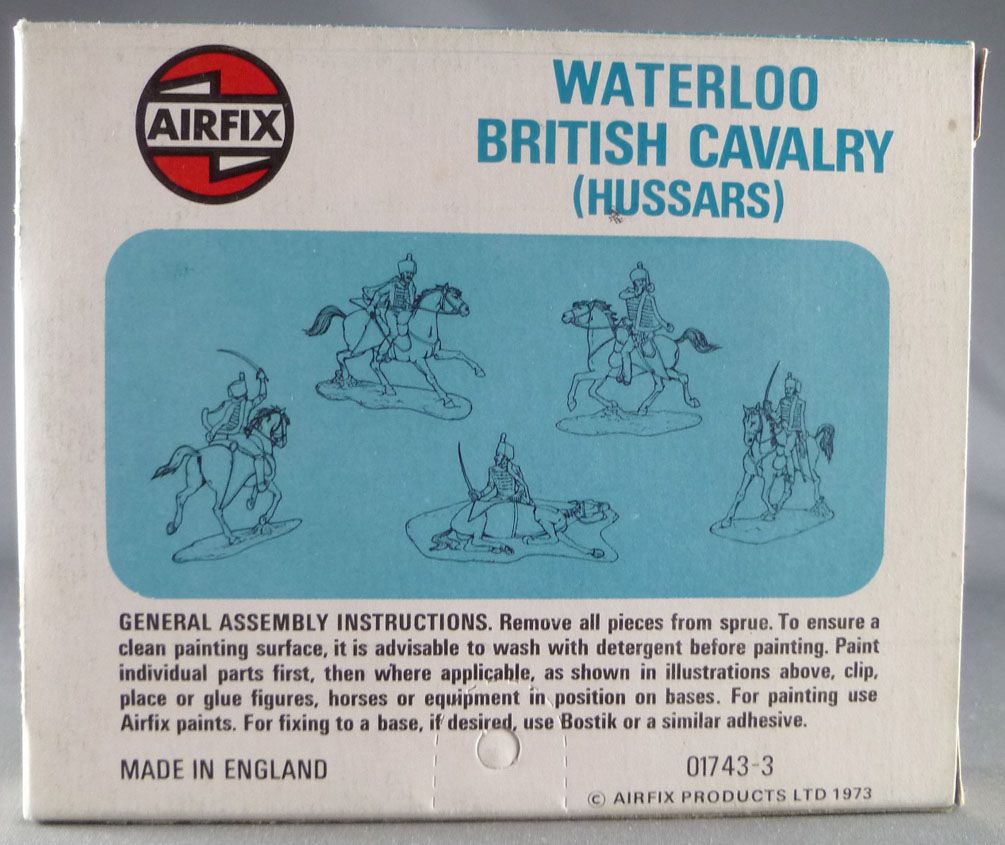 AIRFIX
WATERLOO
BRITISH CAVALRY
(HUSSARS)
GENERAL ASSEMBLY INSTRUCTIONS. Remove all pieces from sprue. To ensure a
clean painting surface, it is advisable to wash with detergent before painting. Paint
individual parts first, then where applicable, as shown in illustrations above, clip,
place or glue figures, horses or equipment in position on bases. For painting use
Airfix paints. For fixing to a base, if desired, use Bostik or a similar adhesive.
MADE IN ENGLAND
01743-3
© AIRFIX PRODUCTS LTD 1973